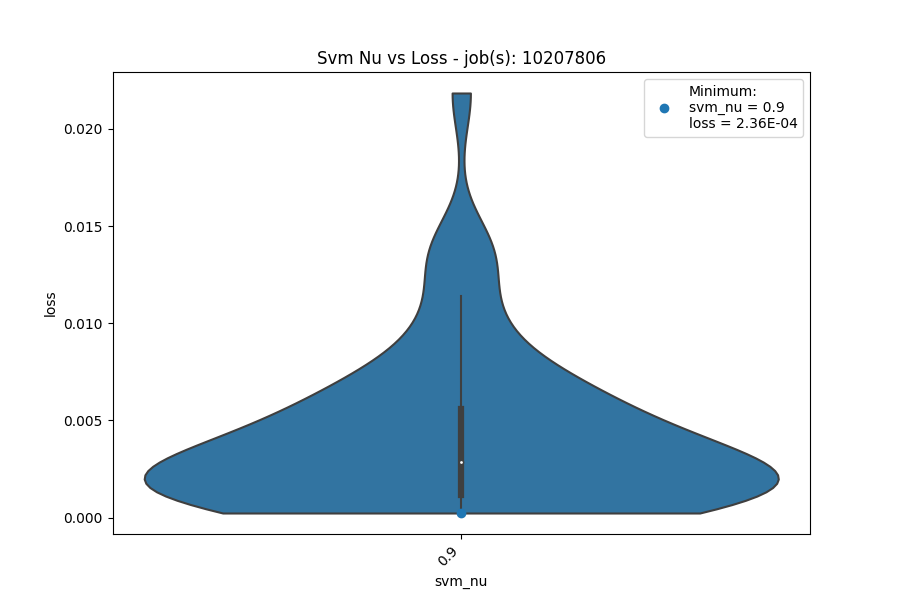 Svm Nu vs Loss - job(s): 10207806
Minimum:
svm_nu = 0.9
loss = 2.36E-04
0.020
0.015
0.010
0.005
0.000
loss
0.9
svm_nu